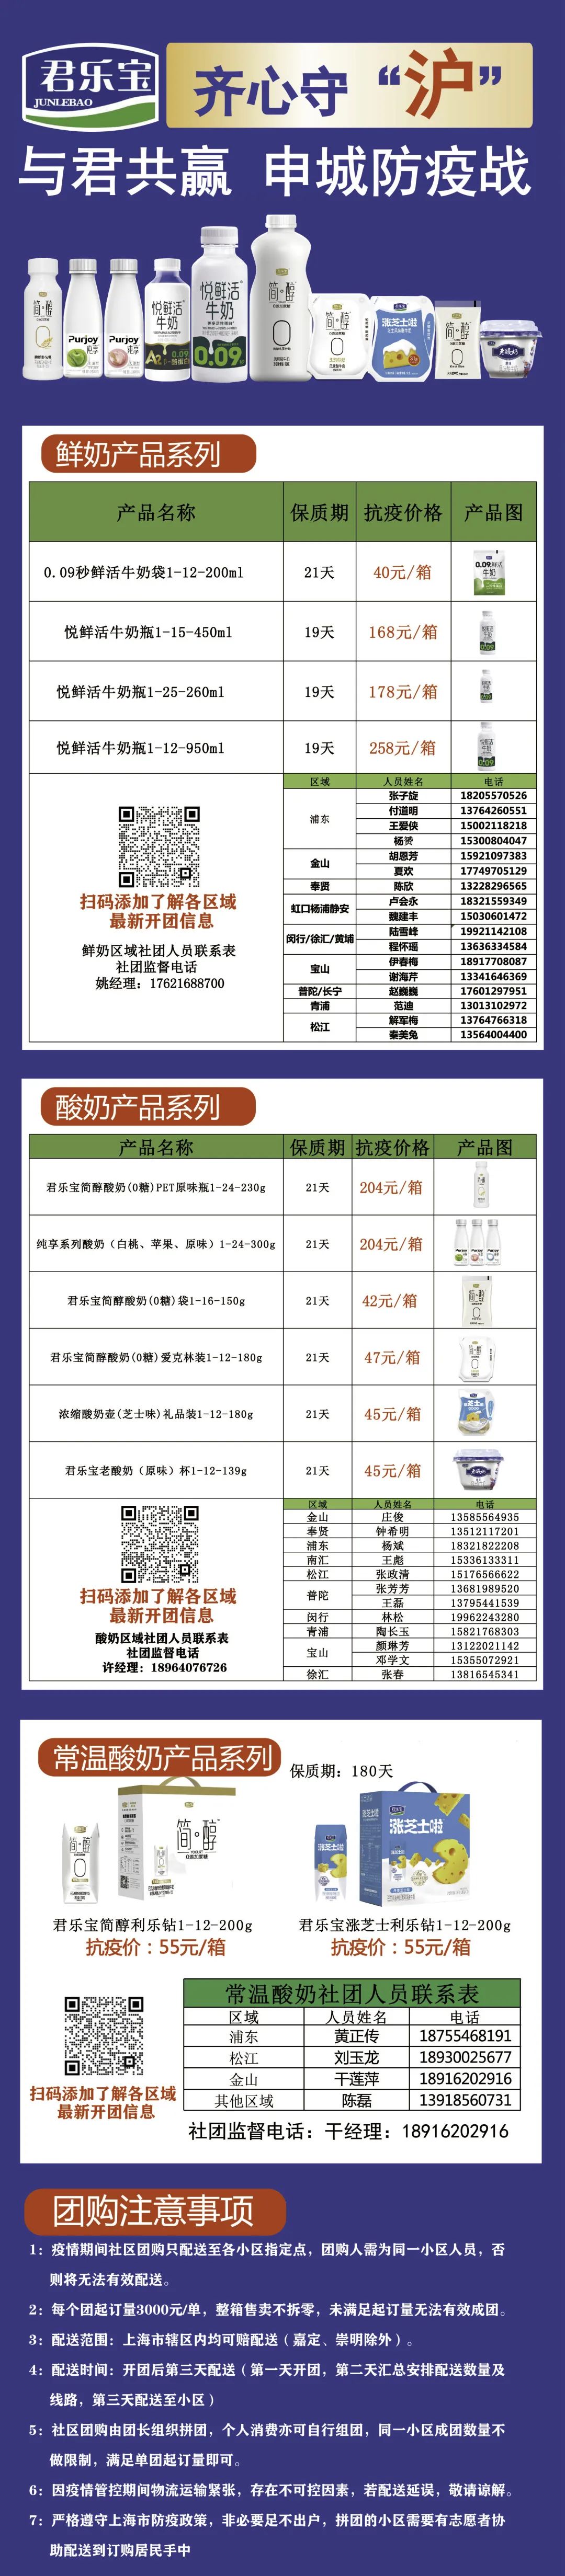 君乐宝
JUNLEBAO
齐心守 “沪”
与君共赢 申城防疫战
鲜奶产品系列
产品名称 保质期 抗疫价格 产品图
0.09秒鲜活牛奶袋1-12-200ml 21天 40元/箱
悦鲜活牛奶瓶1-15-450ml 19天 168元/箱
悦鲜活牛奶瓶1-25-260ml 19天 178元/箱
悦鲜活牛奶瓶1-12-950ml 19天 258元/箱
区域 人员姓名 电话
浦东 张子旋 18205570526
付道明 13764260551
王爱侠 15002118218
杨赟 15300804047
金山 胡恩芳 15921097383
夏欢 17749705129
奉贤 陈欣 13228296565
虹口杨浦静安 卢会永 18321559349
魏建丰 15030601472
闵行/徐汇/黄埔 陆雪峰 19921142108
程怀瑶 13636334584
宝山 伊春梅 18917708087
谢海芹 13341646369
普陀/长宁 赵巍巍 17601297951
青浦 范迪 13013102972
松江 解军梅 13764766318
秦美兔 13564004400
扫码添加了解各区域
最新开团信息
鲜奶区域社团人员联系表
社团监督电话
姚经理：17621688700
酸奶产品系列
产品名称 保质期 抗疫价格 产品图
君乐宝简醇酸奶(0糖)PET原味瓶1-24-230g 21天 204元/箱
纯享系列酸奶（白桃、苹果、原味）1-24-300g 21天 204元/箱
君乐宝简醇酸奶(0糖)袋1-16-150g 21天 42元/箱
君乐宝简醇酸奶(0糖)爱克林装1-12-180g 21天 47元/箱
浓缩酸奶壶(芝士味)礼品装1-12-180g 21天 45元/箱
君乐宝老酸奶（原味）杯1-12-139g 21天 45元/箱
区域 人员姓名 电话
金山 庄俊 13585564935
奉贤 钟希明 13512117201
浦东 杨斌 18321822208
南汇 王彪 15336133311
松江 张政清 15176566622
普陀 张芳芳 13681989520
王磊 13795441539
闵行 林松 19962243280
青浦 陶长玉 15821768303
宝山 颜琳芳 13122021142
邓学文 15355072921
徐汇 张春 13816545341
扫码添加了解各区域
最新开团信息
酸奶区域社团人员联系表
社团监督电话
许经理：18964076726
常温酸奶产品系列 保质期：180天
君乐宝简醇利乐钻1-12-200g 君乐宝涨芝士利乐钻1-12-200g
抗疫价：55元/箱 抗疫价：55元/箱
常温酸奶社团人员联系表
区域 人员姓名 电话
浦东 黄正传 18755468191
松江 刘玉龙 18930025677
金山 干莲萍 18916202916
其他区域 陈磊 13918560731
扫码添加了解各区域
最新开团信息
社团监督电话：干经理：18916202916
团购注意事项
1：疫情期间社区团购只配送至各小区指定点，团购人需为同一小区人员，否
则将无法有效配送。
2：每个团起订量3000元/单，整箱售卖不拆零，未满足起订量无法有效成团。
3：配送范围：上海市辖区内均可赔配送（嘉定、崇明除外）。
4：配送时间：开团后第三天配送（第一天开团，第二天汇总安排配送数量及
线路，第三天配送至小区）
5：社区团购由团长组织拼团，个人消费亦可自行组团，同一小区成团数量不
做限制，满足单团起订量即可。
6：因疫情管控期间物流运输紧张，存在不可控因素，若配送延误，敬请谅解。
7：严格遵守上海市防疫政策，非必要足不出户，拼团的小区需要有志愿者协
助配送到订购居民手中